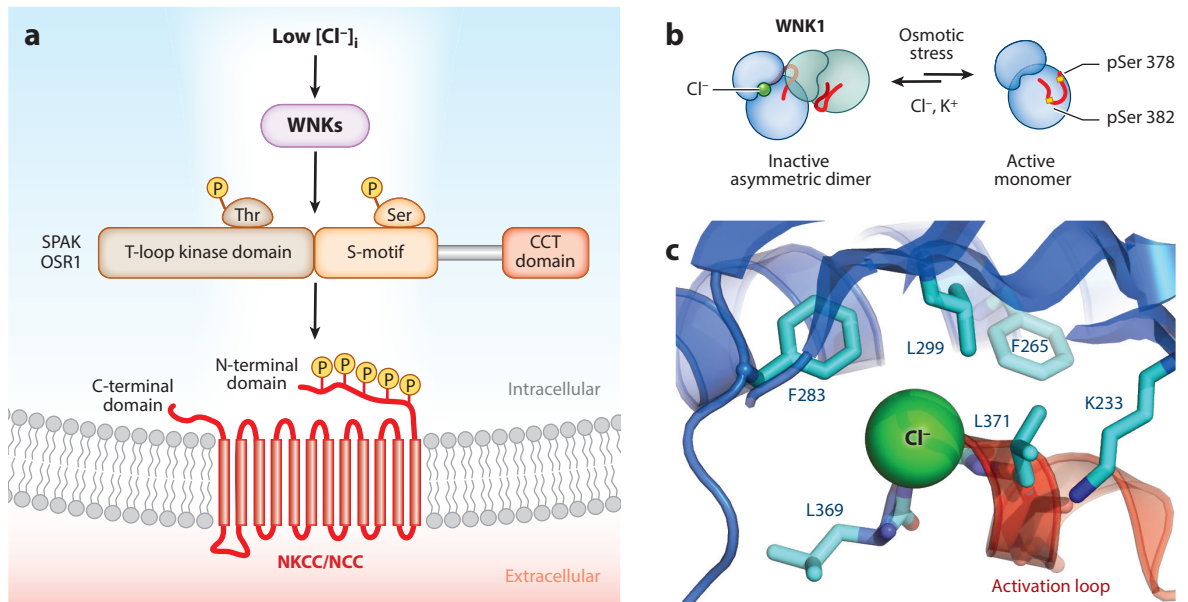 a
Low [Cl⁻]ᵢ
WNKs
P
P
Thr
Ser
SPAK
OSR1
T-loop kinase domain
S-motif
CCT
domain
N-terminal
domain
P
P
P
P
P
C-terminal
domain
Intracellular
NKCC/NCC
Extracellular
b
WNK1
Cl⁻
Osmotic
stress
Cl⁻, K⁺
pSer 378
pSer 382
Inactive
asymmetric dimer
Active
monomer
c
L299
F265
F283
K233
L371
Cl⁻
L369
Activation loop